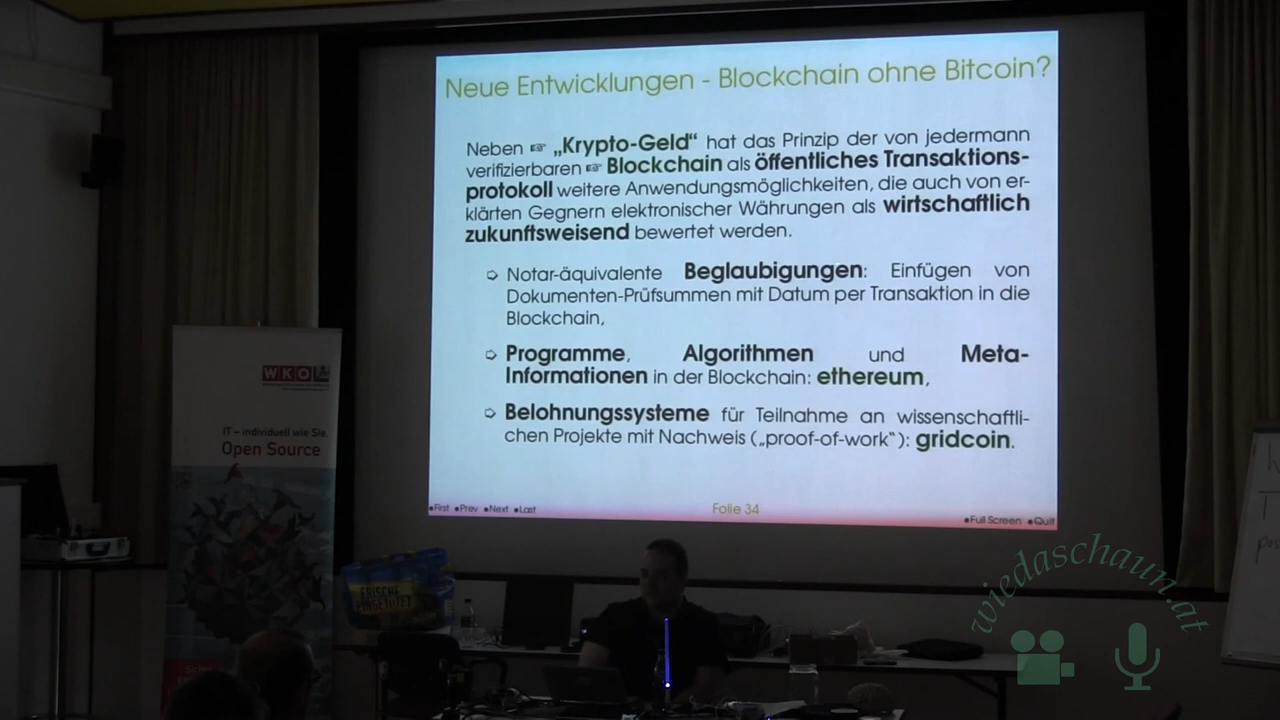 Neue Entwicklungen - Blockchain ohne Bitcoin?
Neben ☞ „Krypto-Geld“ hat das Prinzip der von jedermann
verifizierbaren ☞ Blockchain als öffentliches Transaktions-
protokoll weitere Anwendungsmöglichkeiten, die auch von er-
klärten Gegnern elektronischer Währungen als wirtschaftlich
zukunftsweisend bewertet werden.
➲ Notar-äquivalente Beglaubigungen: Einfügen von
Dokumenten-Prüfsummen mit Datum per Transaktion in die
Blockchain,
➲ Programme, Algorithmen und Meta-
Informationen in der Blockchain: ethereum,
➲ Belohnungssysteme für Teilnahme an wissenschaftli-
chen Projekte mit Nachweis („proof-of-work“): gridcoin.
●First ●Prev ●Next ●Last
Folie 34
●Full Screen ●Quit
WKO
IT – individuell wie Sie.
Open Source
FRISCHE
EINGETÜTET
wiedaschaun.at